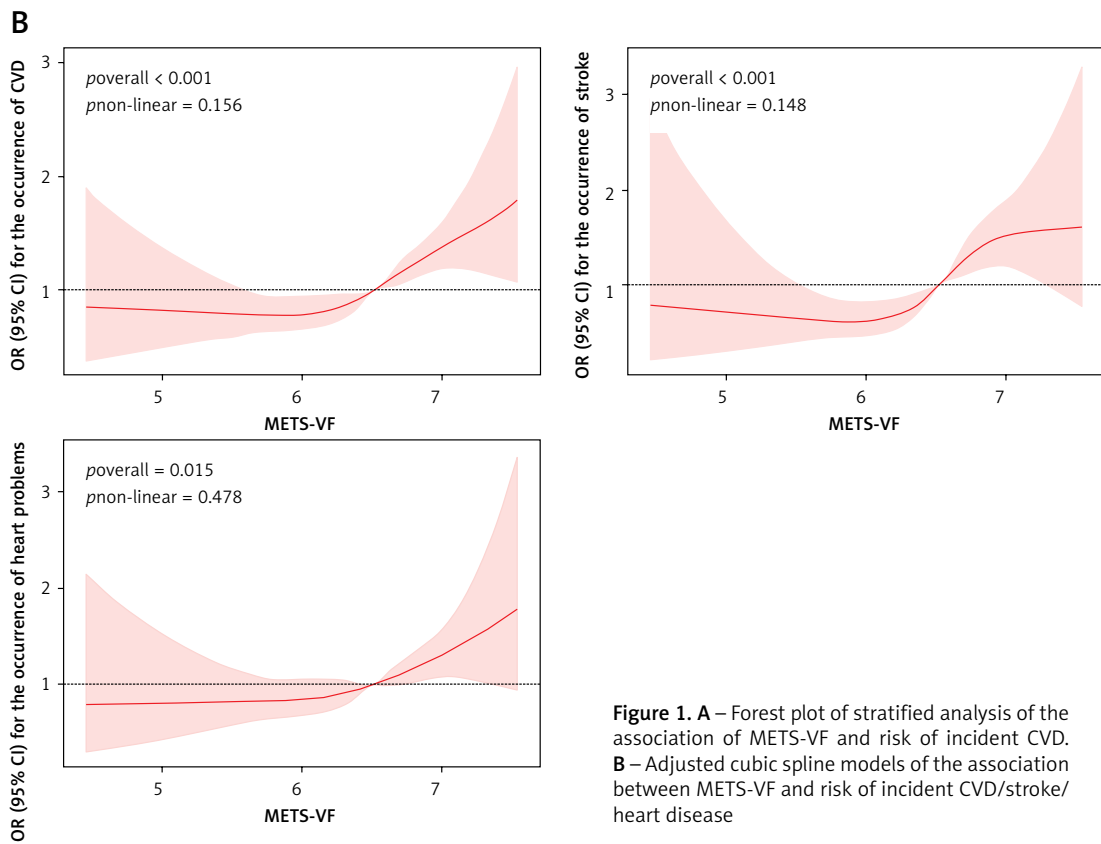 B
OR (95% CI) for the occurrence of CVD
3
2
1
poverall < 0.001
pnon-linear = 0.156
5 6 7
METS-VF
OR (95% CI) for the occurrence of stroke
3
2
1
poverall < 0.001
pnon-linear = 0.148
5 6 7
METS-VF
OR (95% CI) for the occurrence of heart problems
3
2
1
poverall = 0.015
pnon-linear = 0.478
5 6 7
METS-VF
Figure 1. A – Forest plot of stratified analysis of the
association of METS-VF and risk of incident CVD.
B – Adjusted cubic spline models of the association
between METS-VF and risk of incident CVD/stroke/
heart disease